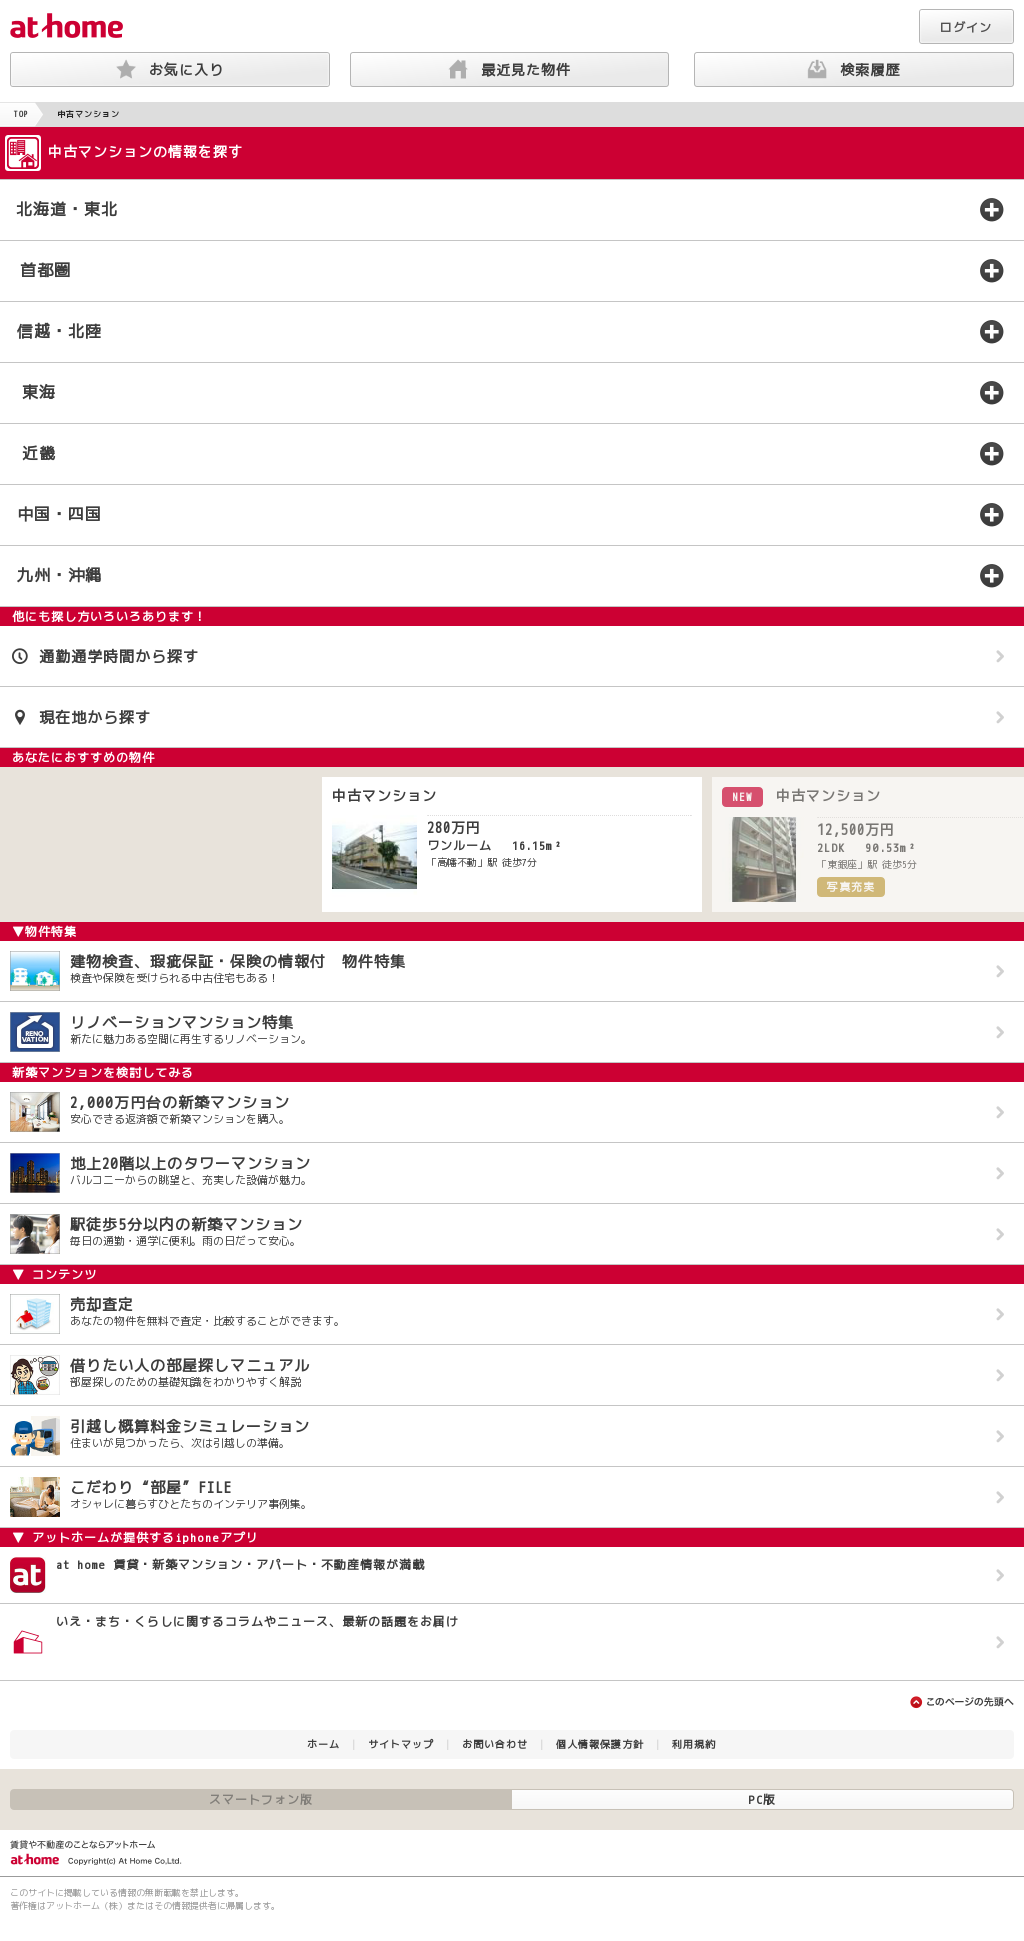 at home
ログイン
お気に入り
最近見た物件
検索履歴
TOP
中古マンション
中古マンションの情報を探す
北海道・東北
首都圏
信越・北陸
東海
近畿
中国・四国
九州・沖縄
他にも探し方いろいろあります！
通勤通学時間から探す
現在地から探す
あなたにおすすめの物件
中古マンション
280万円
ワンルーム 16.15m²
「高幡不動」駅 徒歩7分
NEW 中古マンション
12,500万円
2LDK 90.53m²
「東銀座」駅 徒歩5分
写真充実
▼物件特集
建物検査、瑕疵保証・保険の情報付　物件特集
検査や保険を受けられる中古住宅もある！
RENO
VATION
リノベーションマンション特集
新たに魅力ある空間に再生するリノベーション。
新築マンションを検討してみる
2,000万円台の新築マンション
安心できる返済額で新築マンションを購入。
地上20階以上のタワーマンション
バルコニーからの眺望と、充実した設備が魅力。
駅徒歩5分以内の新築マンション
毎日の通勤・通学に便利。雨の日だって安心。
▼ コンテンツ
売却査定
あなたの物件を無料で査定・比較することができます。
借りたい人の部屋探しマニュアル
部屋探しのための基礎知識をわかりやすく解説
引越し概算料金シミュレーション
住まいが見つかったら、次は引越しの準備。
こだわり“部屋”FILE
オシャレに暮らすひとたちのインテリア事例集。
▼ アットホームが提供するiphoneアプリ
at
at home 賃貸・新築マンション・アパート・不動産情報が満載
いえ・まち・くらしに関するコラムやニュース、最新の話題をお届け
このページの先頭へ
ホーム | サイトマップ | お問い合わせ | 個人情報保護方針 | 利用規約
スマートフォン版
PC版
賃貸や不動産のことならアットホーム
at home Copyright(c) At Home Co,Ltd.
このサイトに掲載している情報の無断転載を禁止します。
著作権はアットホーム（株）またはその情報提供者に帰属します。